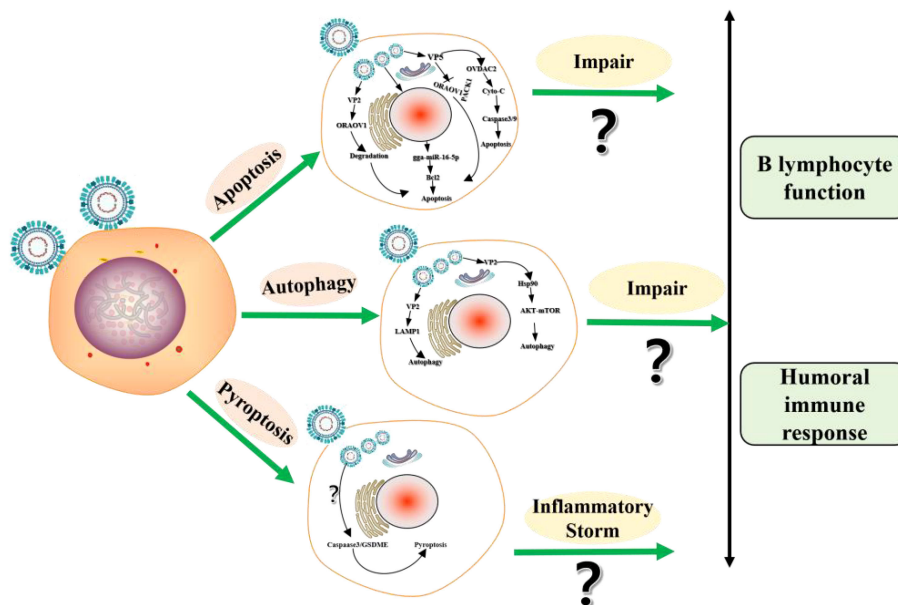 Apoptosis
VP5
VP2
ORAOV1
Degradation
gga-miR-16-5p
Bcl2
Apoptosis
ORAOV1
PACK1
OVDAC2
Cyto-C
Caspase3/9
Apoptosis
Impair
?
B lymphocyte
function
Autophagy
VP2
VP2
LAMP1
Autophagy
Hsp90
AKT-mTOR
Autophagy
Impair
?
Humoral
immune
response
Pyroptosis
?
Caspaase3/GSDME
Pyroptosis
Inflammatory
Storm
?